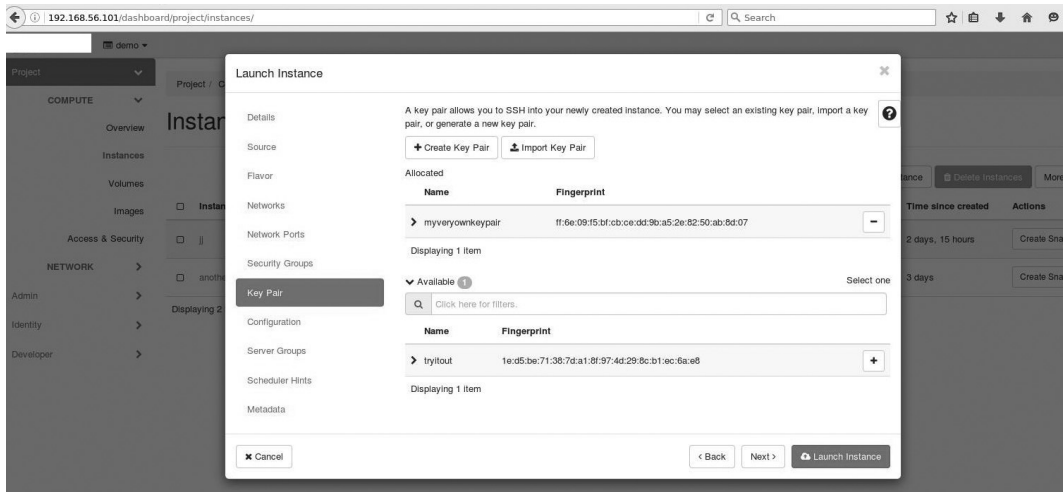 192.168.56.101/dashboard/project/instances/
Search
demo
Project
COMPUTE
Overview
Instances
Volumes
Images
Access & Security
NETWORK
Admin
Identity
Developer
Project /
Displaying 2
Launch Instance
Details
Source
Flavor
Networks
Network Ports
Security Groups
Key Pair
Configuration
Server Groups
Scheduler Hints
Metadata
A key pair allows you to SSH into your newly created instance. You may select an existing key pair, import a key
pair, or generate a new key pair.
Create Key Pair Import Key Pair
Allocated
Name Fingerprint
myveryownkeypair ff:6e:09:f5:bf:cb:ce:dd:9b:a5:2e:82:50:ab:8d:07
Displaying 1 item
Available 1 Select one
Click here for filters.
Name Fingerprint
tryitout 1e:d5:be:71:38:7d:a1:8f:97:4d:29:8c:b1:ec:6a:e8
Displaying 1 item
Cancel < Back Next > Launch Instance
Delete Instances More
Time since created Actions
2 days, 15 hours Create Sna
3 days Create Sna